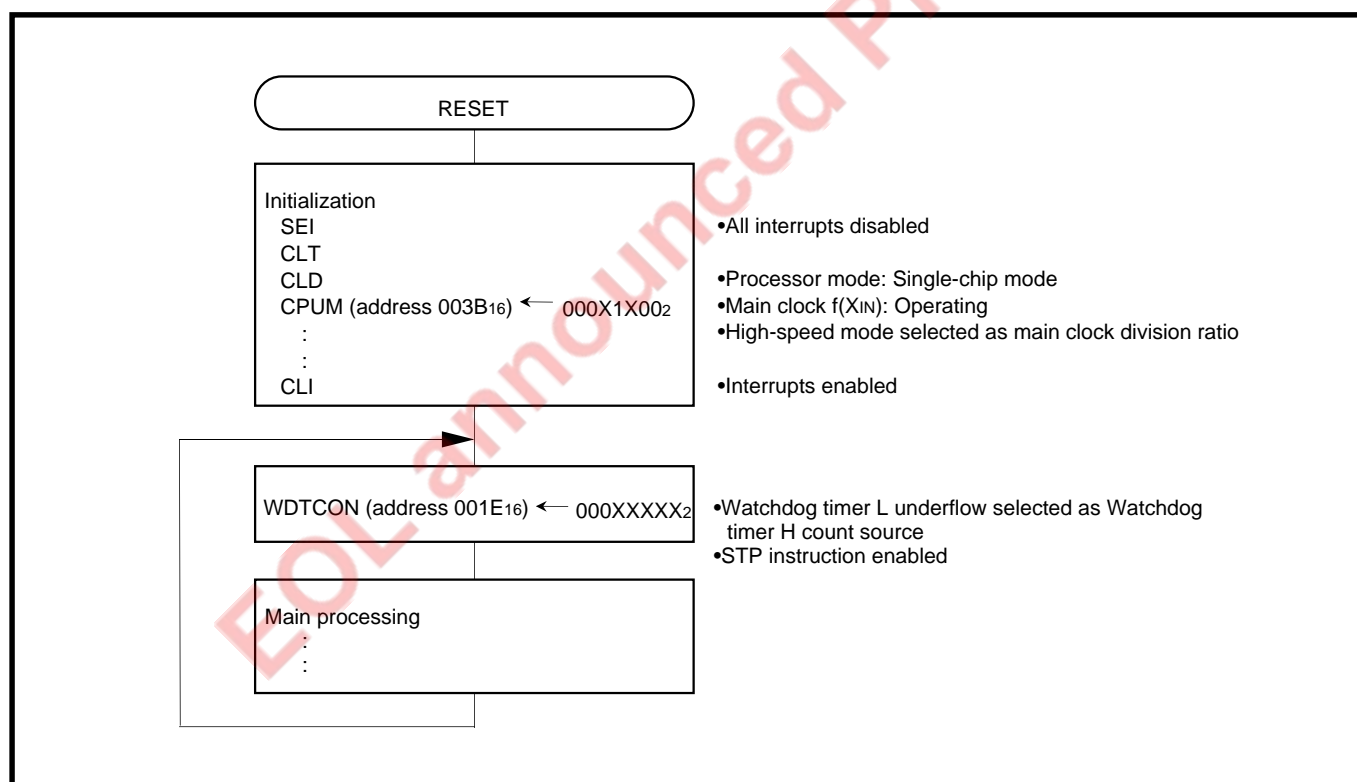 RESET
Initialization
SEI
•All interrupts disabled
CLT
CLD
•Processor mode: Single-chip mode
CPUM (address 003B16) ← 000X1X002
•Main clock f(XIN): Operating
•High-speed mode selected as main clock division ratio
:
:
CLI
•Interrupts enabled
WDTCON (address 001E16) ← 000XXXXX2
•Watchdog timer L underflow selected as Watchdog
timer H count source
•STP instruction enabled
Main processing
:
:
EOL announced